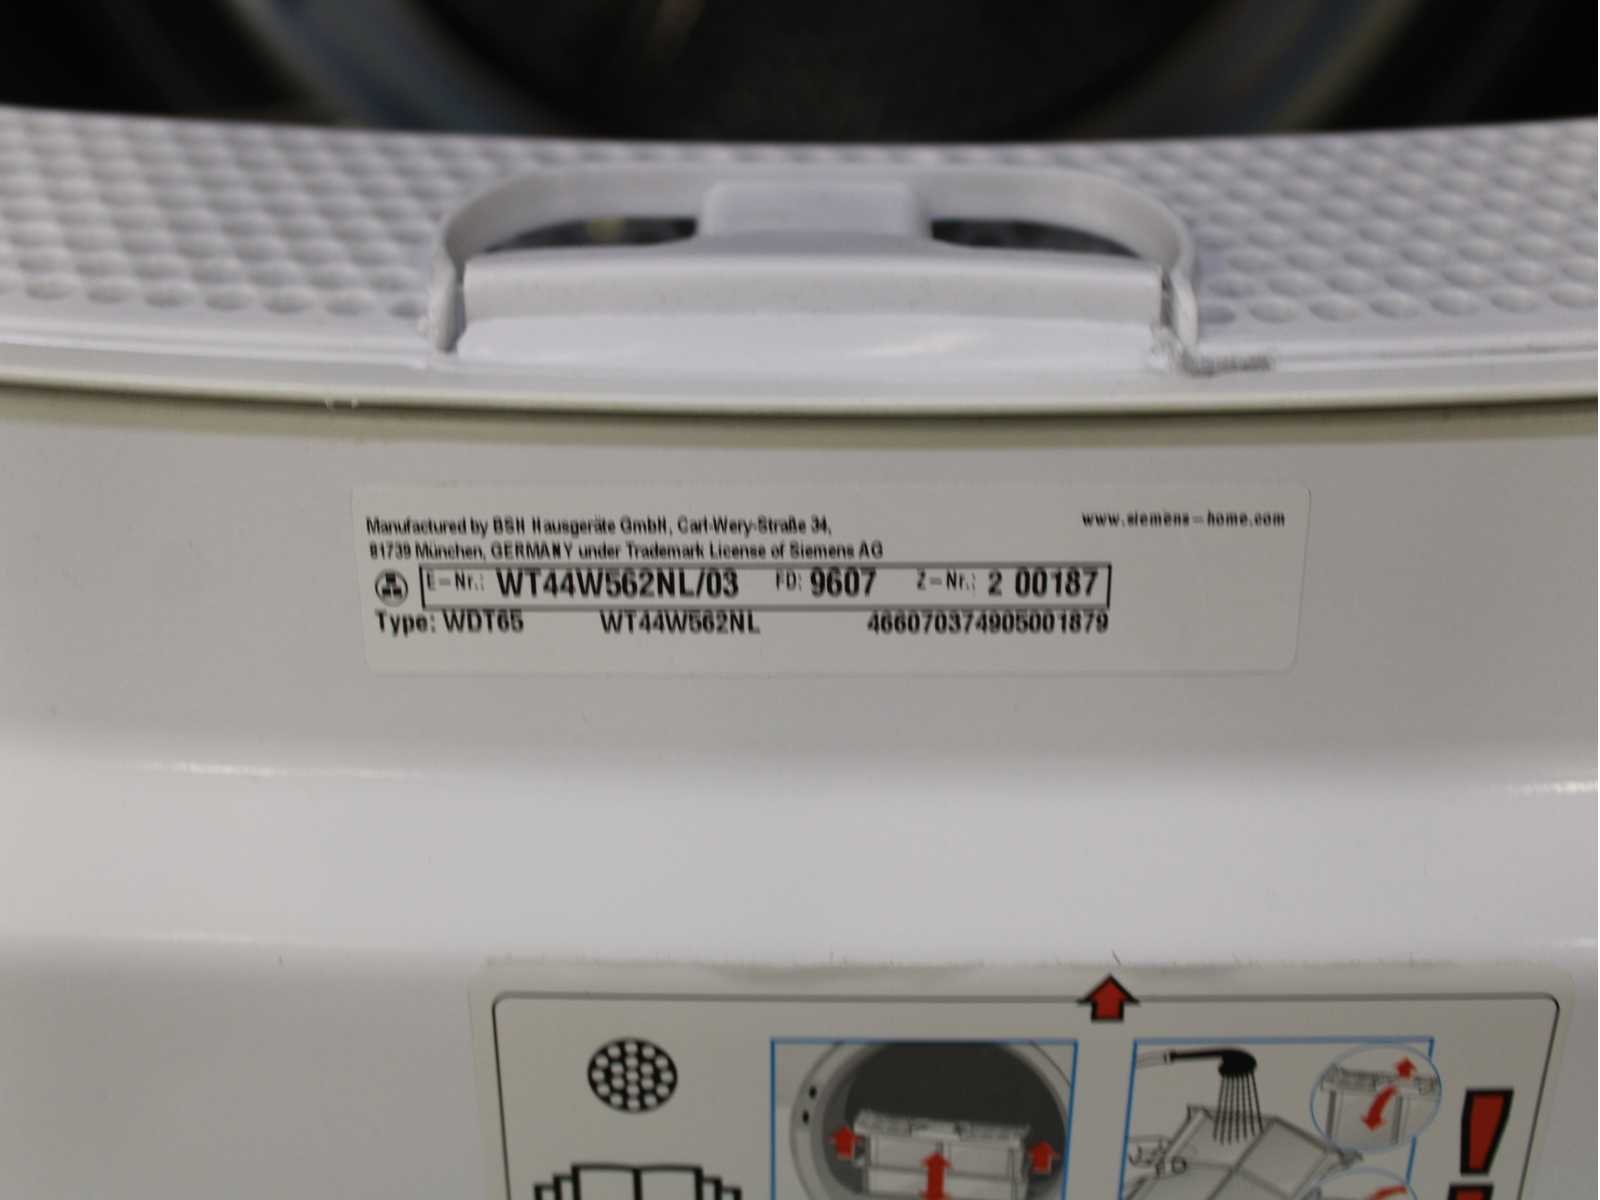 Manufactured by BSH Hausgeräte GmbH, Carl-Wery-Straße 34,
81739 München, GERMANY under Trademark License of Siemens AG
www.siemens-home.com
E-Nr.: WT44W562NL/03 FD: 9607 Z-Nr.: 2 00187
Type: WDT65 WT44W562NL 466070374905001879